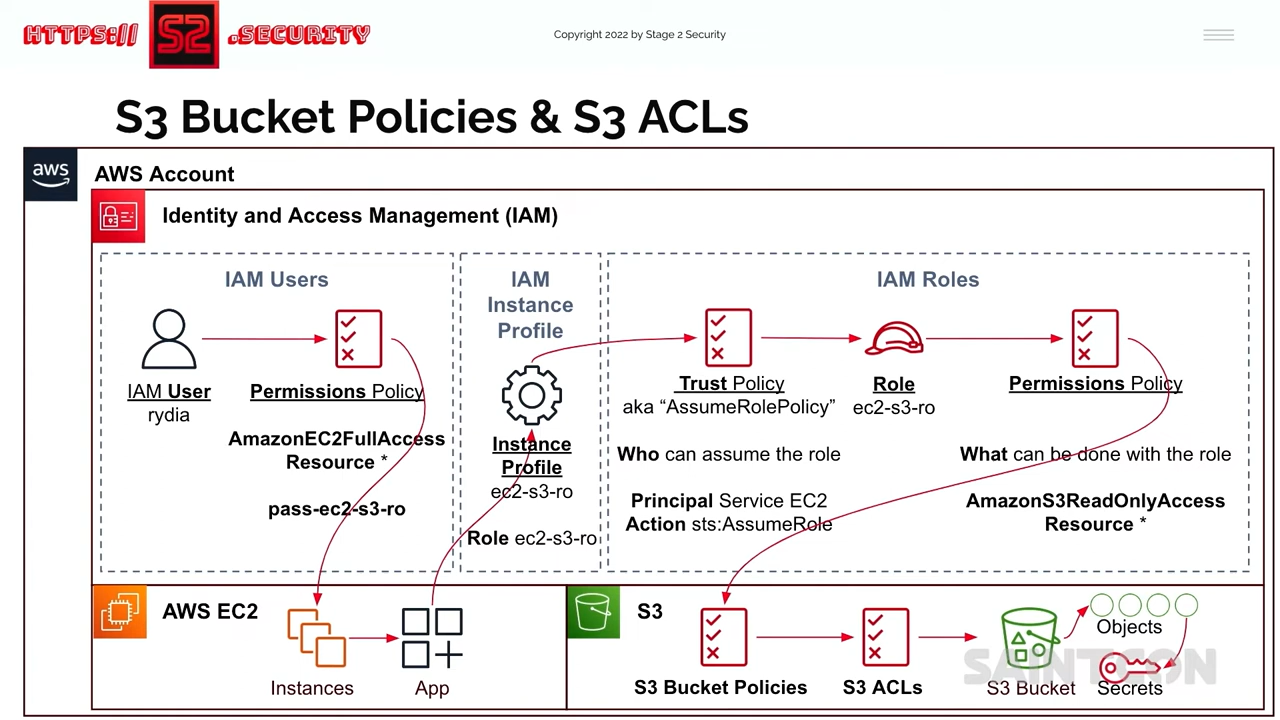 HTTPS://
S2
.SECURITY
Copyright 2022 by Stage 2 Security
S3 Bucket Policies & S3 ACLs
aws
AWS Account
Identity and Access Management (IAM)
IAM Users
IAM User
rydia
Permissions Policy
AmazonEC2FullAccess
Resource *
pass-ec2-s3-ro
IAM
Instance
Profile
Instance
Profile
ec2-s3-ro
Role ec2-s3-ro
IAM Roles
Trust Policy
aka “AssumeRolePolicy”
Who can assume the role
Principal Service EC2
Action sts:AssumeRole
Role
ec2-s3-ro
Permissions Policy
What can be done with the role
AmazonS3ReadOnlyAccess
Resource *
AWS EC2
Instances
App
S3
S3 Bucket Policies
S3 ACLs
S3 Bucket
Objects
Secrets
SAINTCON